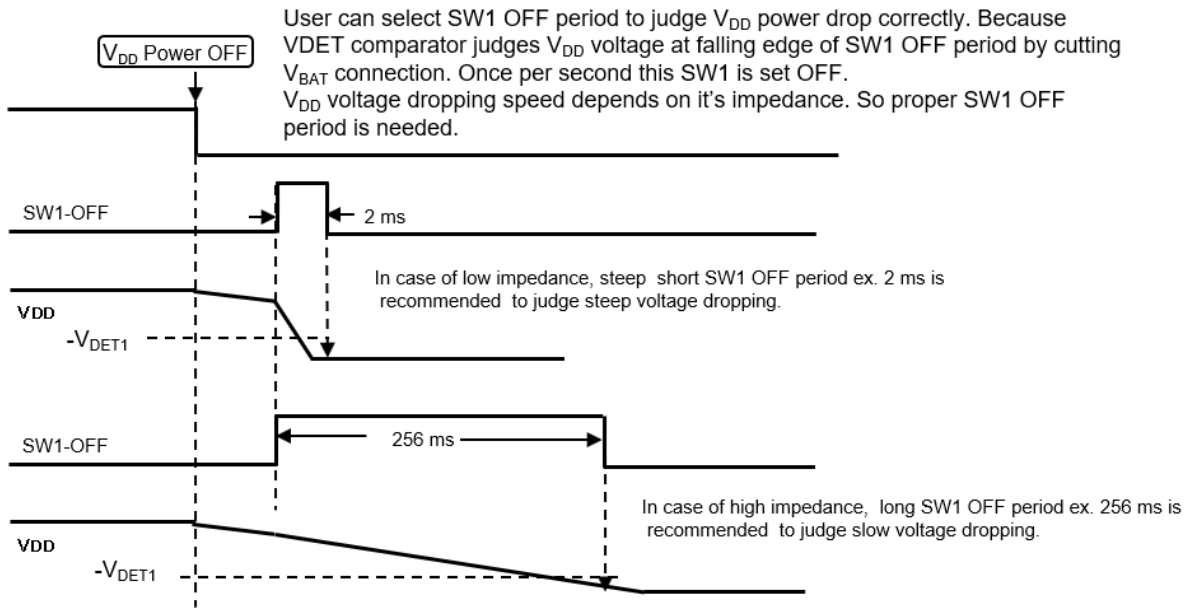 User can select SW1 OFF period to judge VDD power drop correctly. Because
VDET comparator judges VDD voltage at falling edge of SW1 OFF period by cutting
VBAT connection. Once per second this SW1 is set OFF.
VDD voltage dropping speed depends on it's impedance. So proper SW1 OFF
period is needed.
VDD Power OFF
SW1-OFF
2 ms
In case of low impedance, steep short SW1 OFF period ex. 2 ms is
recommended to judge steep voltage dropping.
VDD
-VDET1
SW1-OFF
256 ms
In case of high impedance, long SW1 OFF period ex. 256 ms is
recommended to judge slow voltage dropping.
VDD
-VDET1